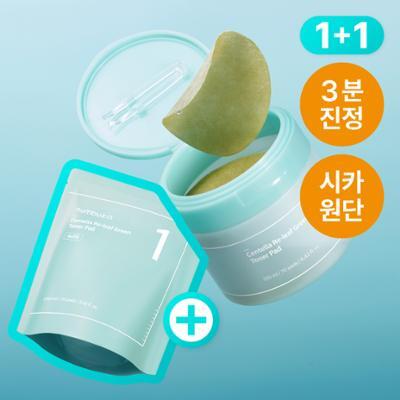 1+1
3분
진정
시카
원단
numbuzin
Centella Re-leaf Green
Toner Pad
1
Centella Re-leaf Green
Toner Pad